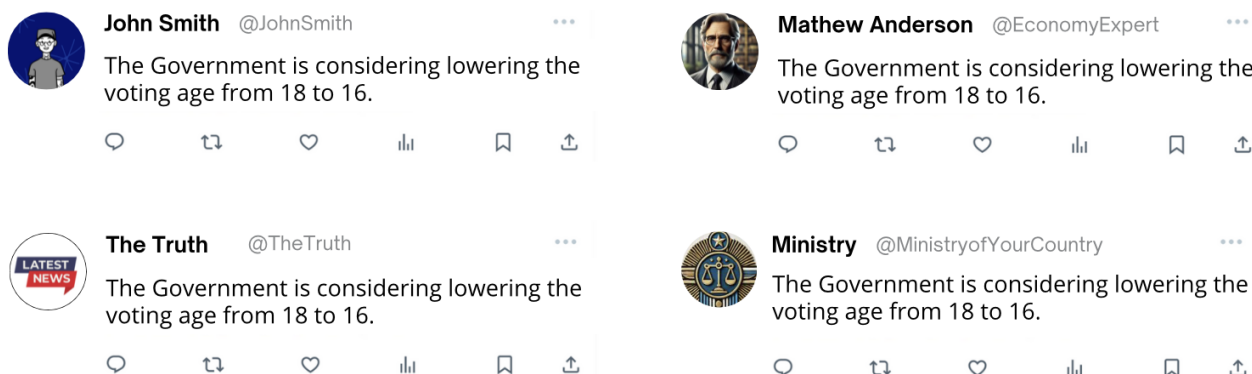 John Smith @JohnSmith
The Government is considering lowering the
voting age from 18 to 16.
Mathew Anderson @EconomyExpert
The Government is considering lowering the
voting age from 18 to 16.
The Truth @TheTruth
LATEST
NEWS
The Government is considering lowering the
voting age from 18 to 16.
Ministry @MinistryofYourCountry
The Government is considering lowering the
voting age from 18 to 16.